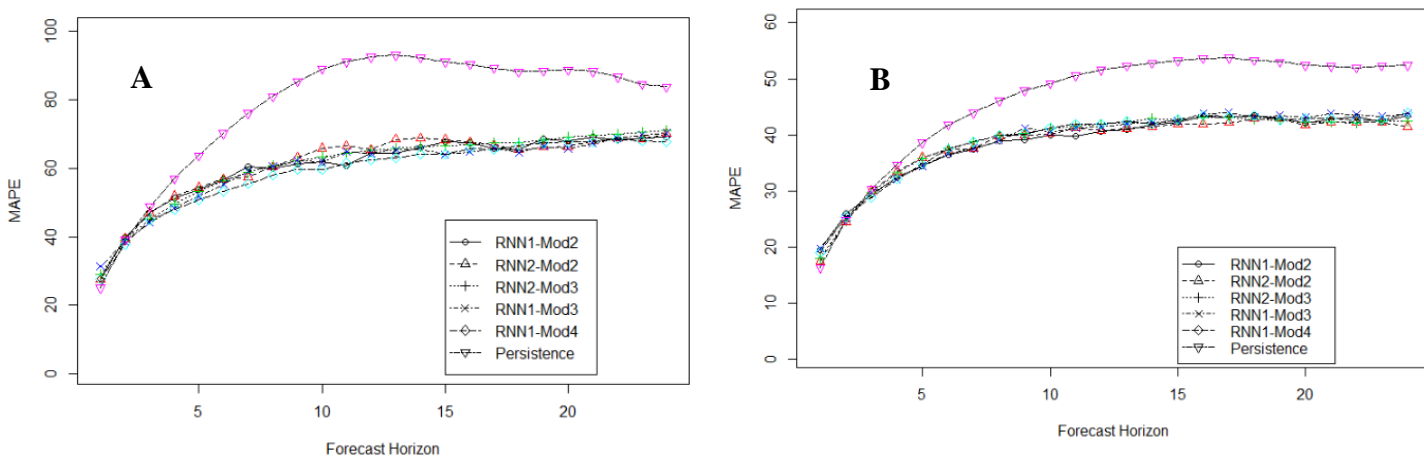 A
MAPE
100
80
60
40
20
0
5
10
15
20
Forecast Horizon
RNN1-Mod2
RNN2-Mod2
RNN2-Mod3
RNN1-Mod3
RNN1-Mod4
Persistence
B
MAPE
60
50
40
30
20
10
0
5
10
15
20
Forecast Horizon
RNN1-Mod2
RNN2-Mod2
RNN2-Mod3
RNN1-Mod3
RNN1-Mod4
Persistence